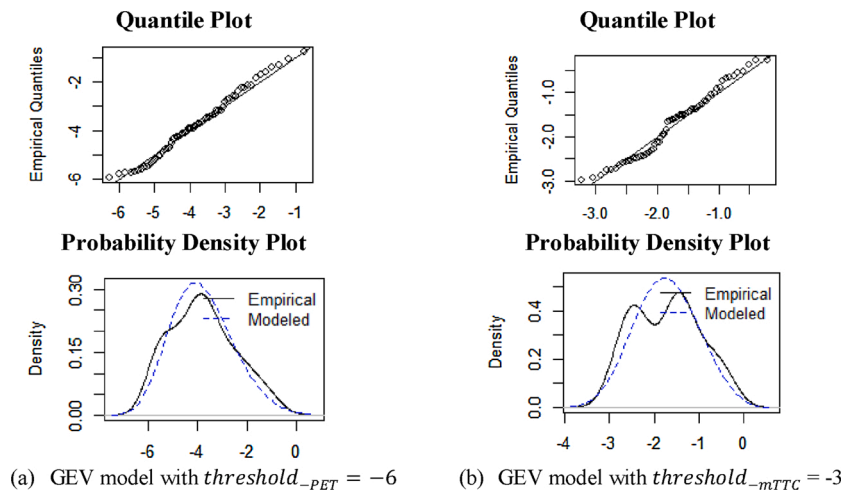 Quantile Plot
Quantile Plot
Empirical Quantiles
-2
-4
-6
-6 -5 -4 -3 -2 -1
Empirical Quantiles
-1.0
-2.0
-3.0
-3.0 -2.0 -1.0
Probability Density Plot
Probability Density Plot
Density
0.30
0.15
0.00
Empirical
Modeled
-6 -4 -2 0
Density
0.4
0.2
0.0
Empirical
Modeled
-4 -3 -2 -1 0
(a) GEV model with threshold_{-PET} = −6
(b) GEV model with threshold_{-mTTC} = -3